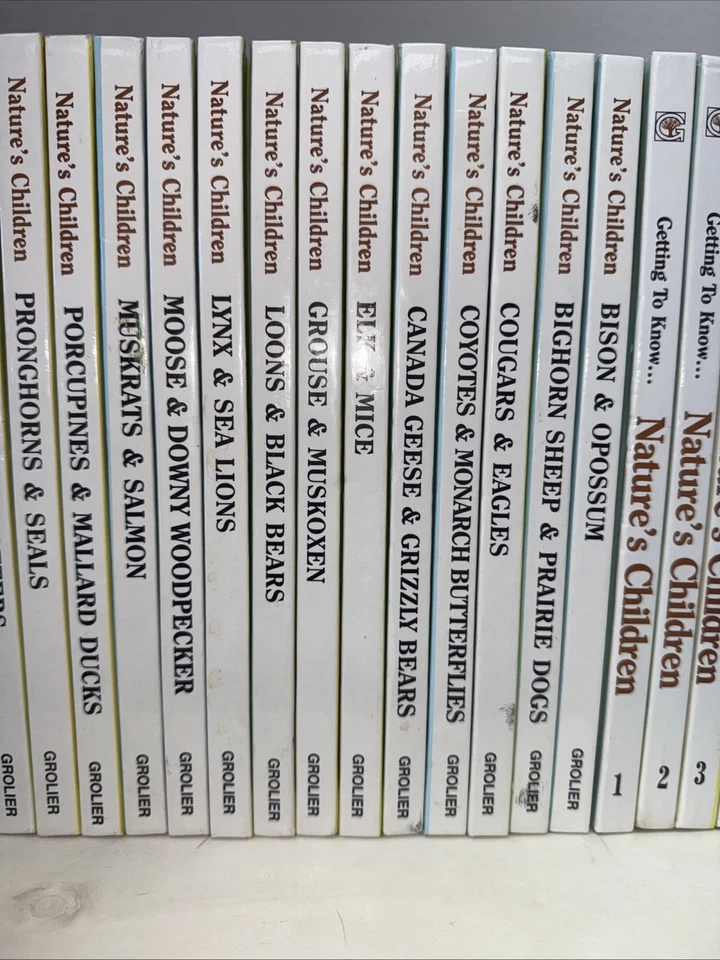 GROLIER
Nature's Children PRONGHORNS & SEALS GROLIER
Nature's Children PORCUPINES & MALLARD DUCKS GROLIER
Nature's Children MUSKRATS & SALMON GROLIER
Nature's Children MOOSE & DOWNY WOODPECKER GROLIER
Nature's Children LYNX & SEA LIONS GROLIER
Nature's Children LOONS & BLACK BEARS GROLIER
Nature's Children GROUSE & MUSKOXEN GROLIER
Nature's Children ELK & MICE GROLIER
Nature's Children CANADA GEESE & GRIZZLY BEARS GROLIER
Nature's Children COYOTES & MONARCH BUTTERFLIES GROLIER
Nature's Children COUGARS & EAGLES GROLIER
Nature's Children BIGHORN SHEEP & PRAIRIE DOGS GROLIER
Nature's Children BISON & OPOSSUM GROLIER
Getting To Know... Nature's Children 1
Getting To Know... Nature's Children 2
Children 3